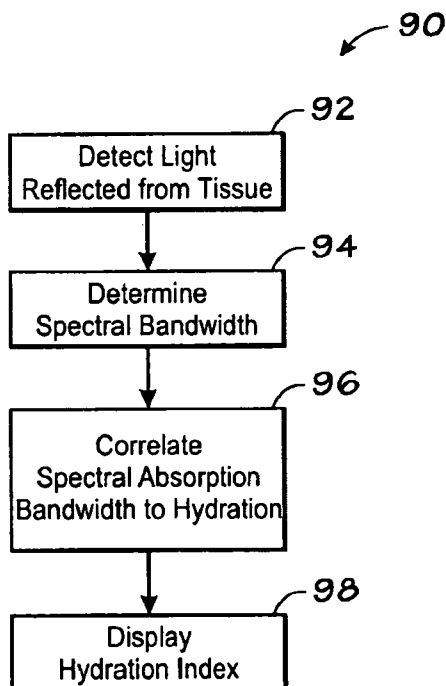 90
92
Detect Light
Reflected from Tissue
94
Determine
Spectral Bandwidth
96
Correlate
Spectral Absorption
Bandwidth to Hydration
98
Display
Hydration Index